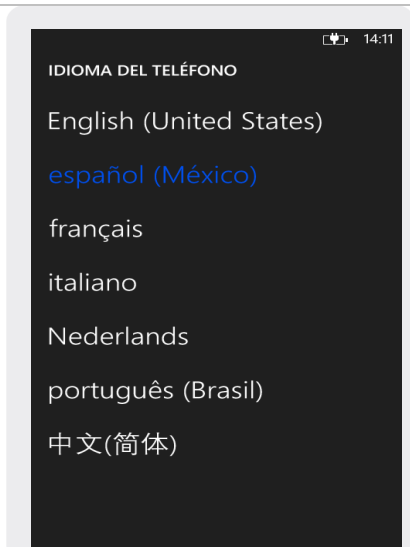 14:11
IDIOMA DEL TELÉFONO
English (United States)
español (México)
français
italiano
Nederlands
português (Brasil)
中文(简体)